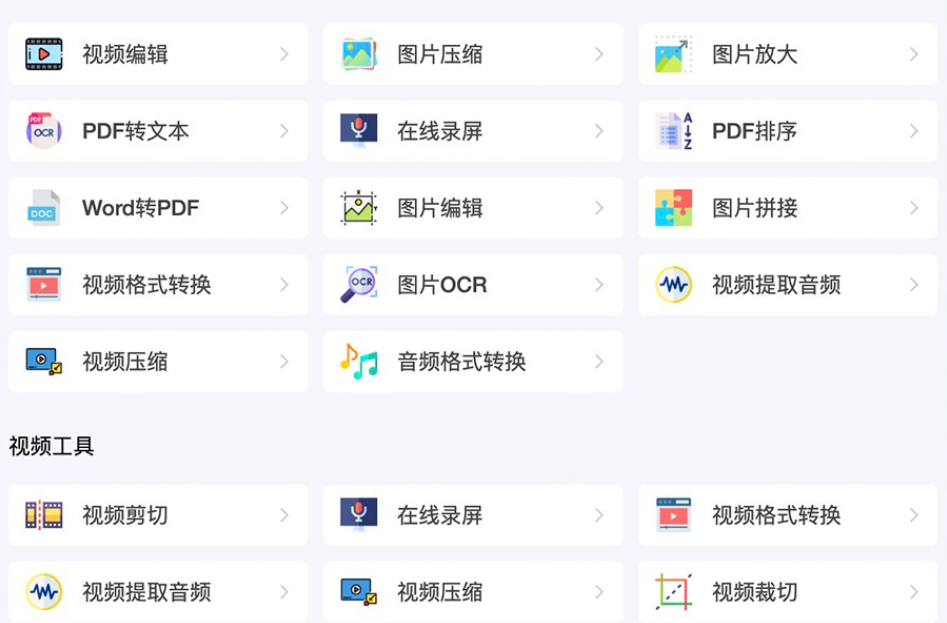 视频编辑
图片压缩
图片放大
PDF
OCR
PDF转文本
在线录屏
A
Z
PDF排序
DOC
Word转PDF
X
Y
图片编辑
图片拼接
视频格式转换
OCR
图片OCR
视频提取音频
视频压缩
音频格式转换
视频工具
视频剪切
在线录屏
视频格式转换
视频提取音频
视频压缩
视频裁切